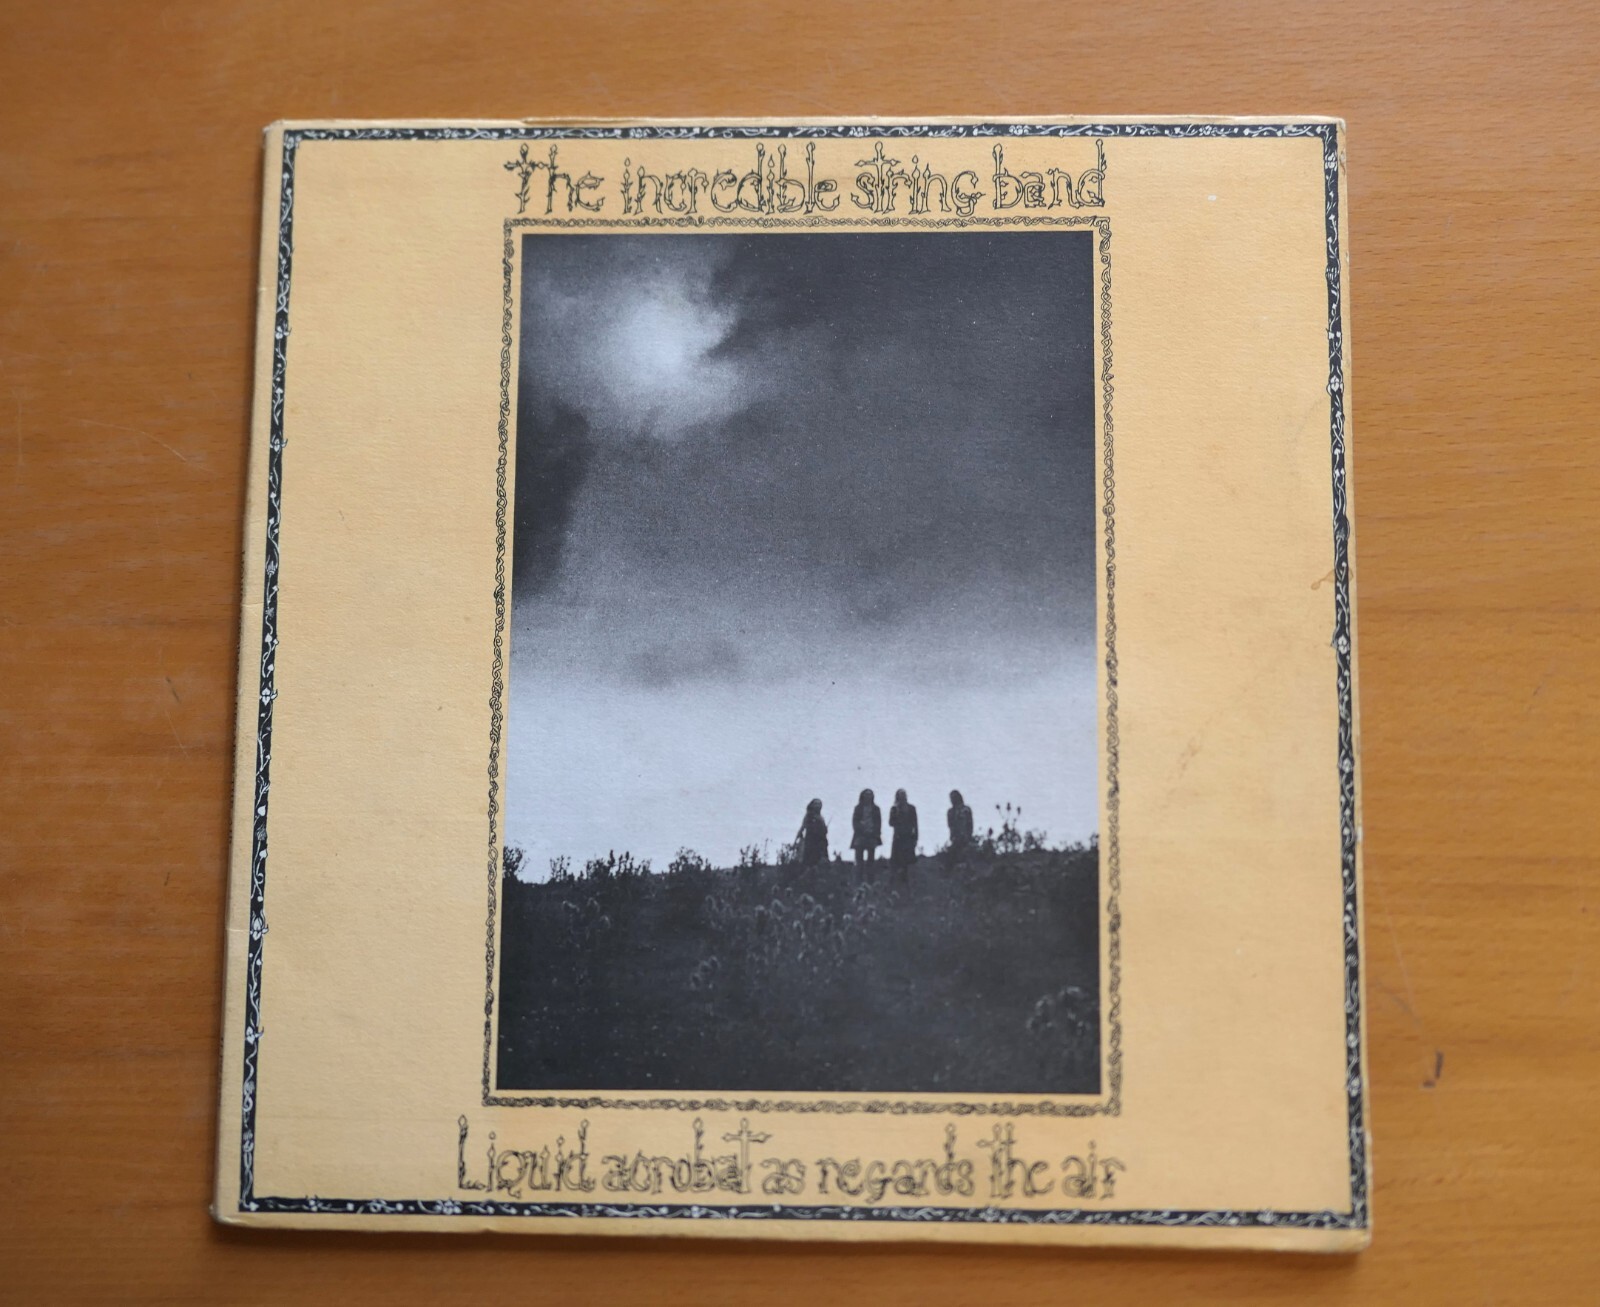 The incredible string band
Liquid acrobat as regards the air